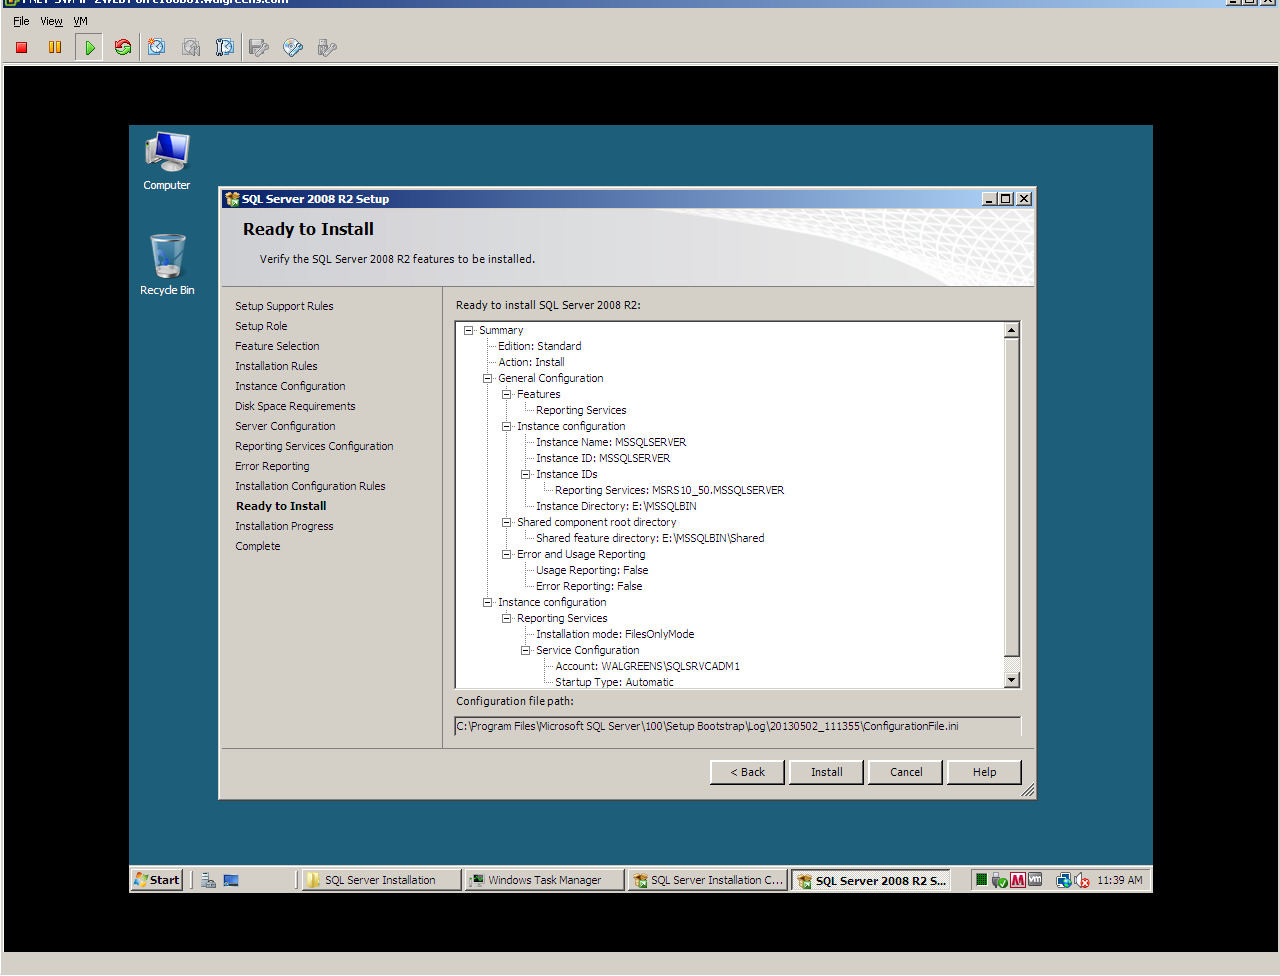 File View VM
Computer
Recycle Bin
SQL Server 2008 R2 Setup
Ready to Install
Verify the SQL Server 2008 R2 features to be installed.
Setup Support Rules
Setup Role
Feature Selection
Installation Rules
Instance Configuration
Disk Space Requirements
Server Configuration
Reporting Services Configuration
Error Reporting
Installation Configuration Rules
Ready to Install
Installation Progress
Complete
Ready to install SQL Server 2008 R2:
Summary
Edition: Standard
Action: Install
General Configuration
Features
Reporting Services
Instance configuration
Instance Name: MSSQLSERVER
Instance ID: MSSQLSERVER
Instance IDs
Reporting Services: MSRS10_50.MSSQLSERVER
Instance Directory: E:\MSSQLBIN
Shared component root directory
Shared feature directory: E:\MSSQLBIN\Shared
Error and Usage Reporting
Usage Reporting: False
Error Reporting: False
Instance configuration
Reporting Services
Installation mode: FilesOnlyMode
Service Configuration
Account: WALGREENS\SQLSRVCADM1
Startup Type: Automatic
Configuration file path:
C:\Program Files\Microsoft SQL Server\100\Setup Bootstrap\Log\20130502_111355\ConfigurationFile.ini
< Back Install Cancel Help
Start SQL Server Installation Windows Task Manager SQL Server Installation C... SQL Server 2008 R2 S... vm 11:39 AM